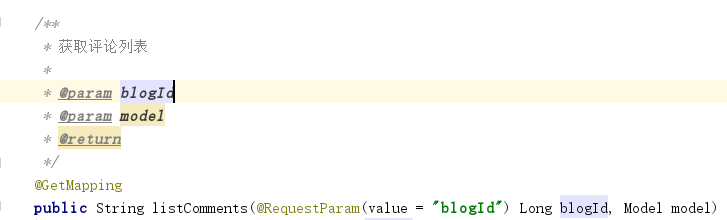 /**
* 获取评论列表
*
* @param blogId
* @param model
* @return
*/
@GetMapping
public String listComments(@RequestParam(value = "blogId") Long blogId, Model model)